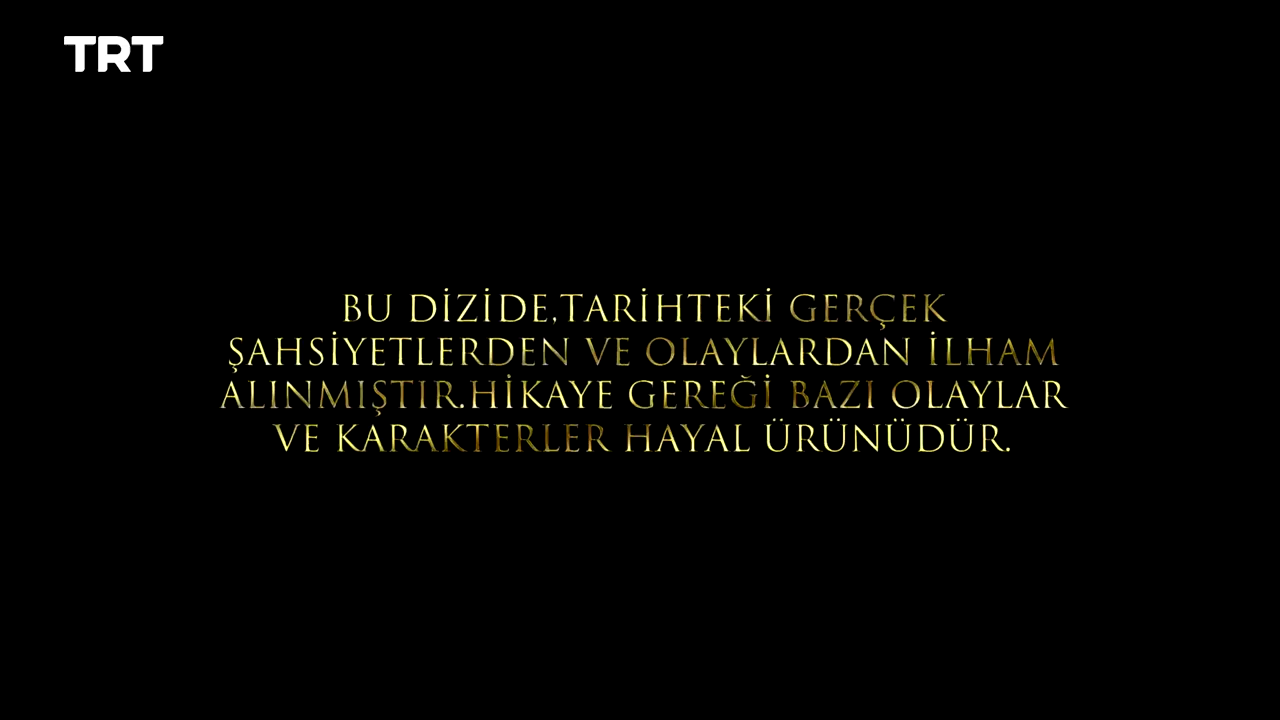 TRT
BU DİZİDE,TARİHTEKİ GERÇEK
ŞAHSİYETLERDEN VE OLAYLARDAN İLHAM
ALINMIŞTIR.HİKAYE GEREĞİ BAZI OLAYLAR
VE KARAKTERLER HAYAL ÜRÜNÜDÜR.